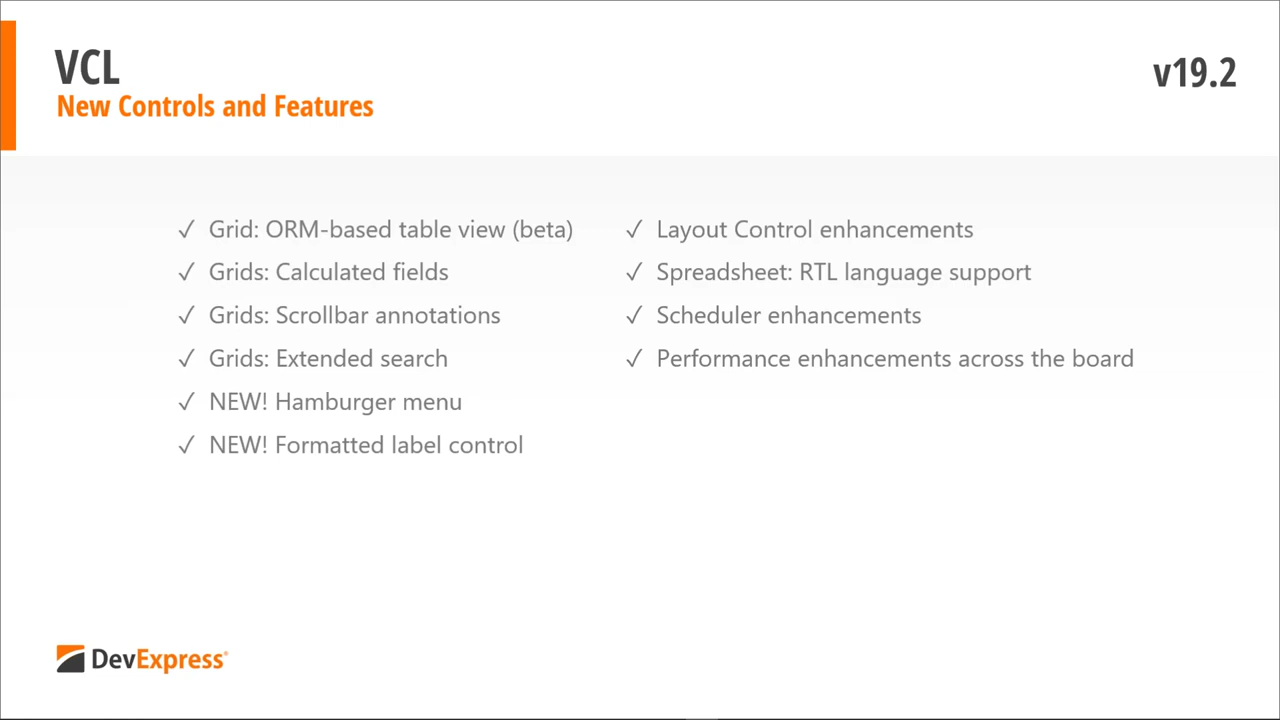 VCL
New Controls and Features
v19.2
✓ Grid: ORM-based table view (beta)
✓ Grids: Calculated fields
✓ Grids: Scrollbar annotations
✓ Grids: Extended search
✓ NEW! Hamburger menu
✓ NEW! Formatted label control
✓ Layout Control enhancements
✓ Spreadsheet: RTL language support
✓ Scheduler enhancements
✓ Performance enhancements across the board
DevExpress®